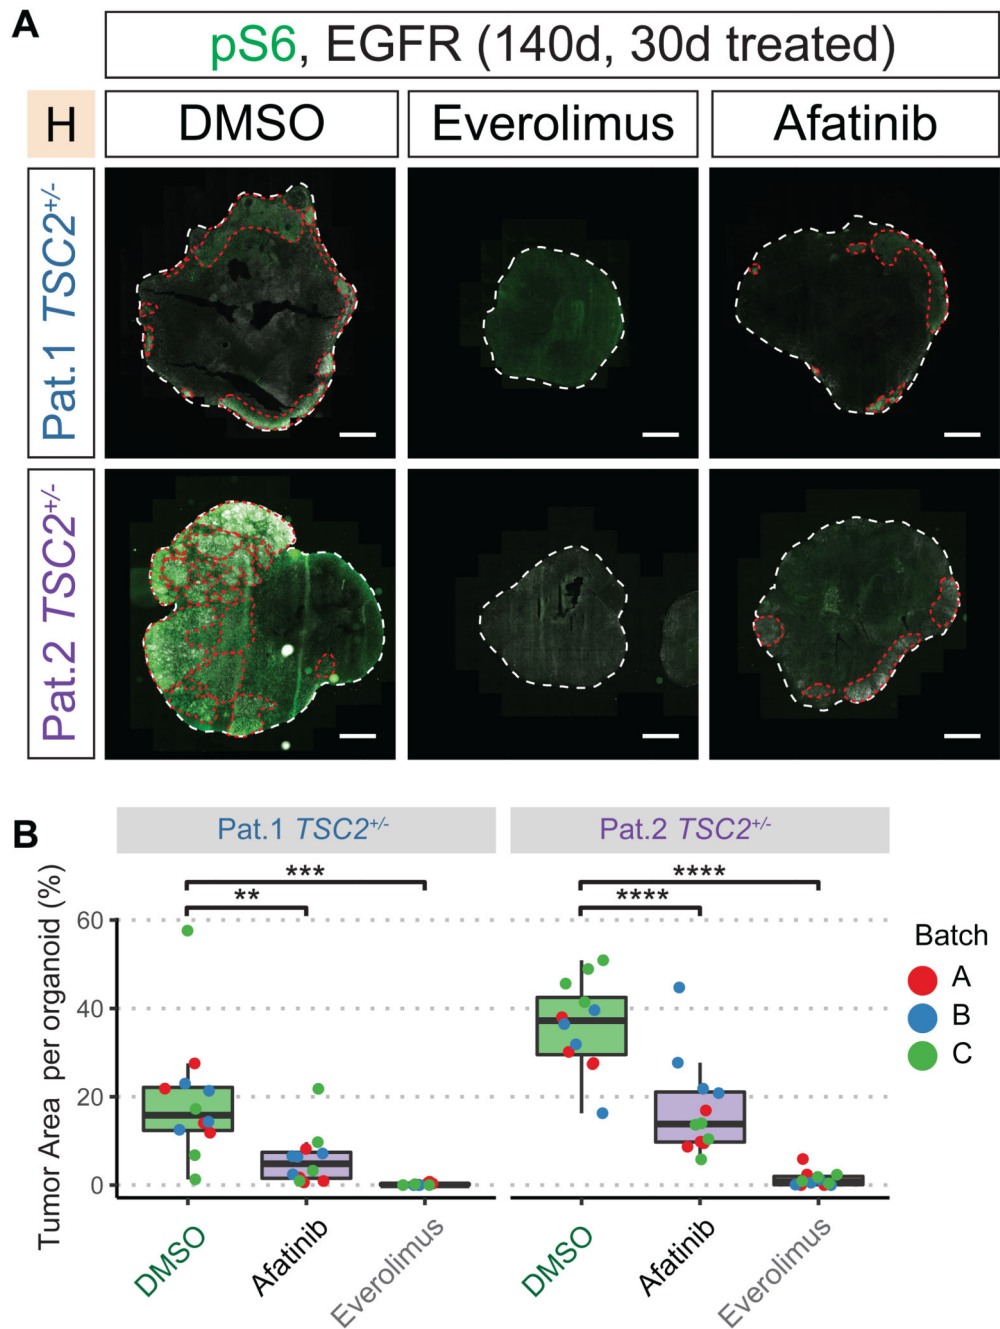 A
pS6, EGFR (140d, 30d treated)
H
DMSO
Everolimus
Afatinib
Pat.1 TSC2+/-
Pat.2 TSC2+/-
B
Pat.1 TSC2+/-
Pat.2 TSC2+/-
***
**
****
****
Tumor Area per organoid (%)
60
40
20
0
DMSO
Afatinib
Everolimus
DMSO
Afatinib
Everolimus
Batch
A
B
C